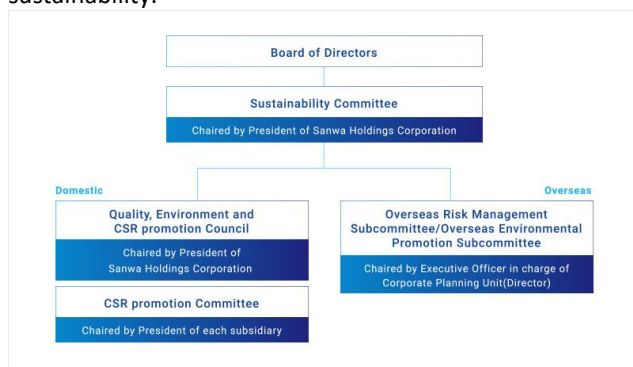 sustainability.
Board of Directors
Sustainability Committee
Chaired by President of Sanwa Holdings Corporation
Domestic
Overseas
Quality, Environment and
CSR promotion Council
Chaired by President of
Sanwa Holdings Corporation
CSR promotion Committee
Chaired by President of each subsidiary
Overseas Risk Management
Subcommittee/Overseas Environmental
Promotion Subcommittee
Chaired by Executive Officer in charge of
Corporate Planning Unit(Director)